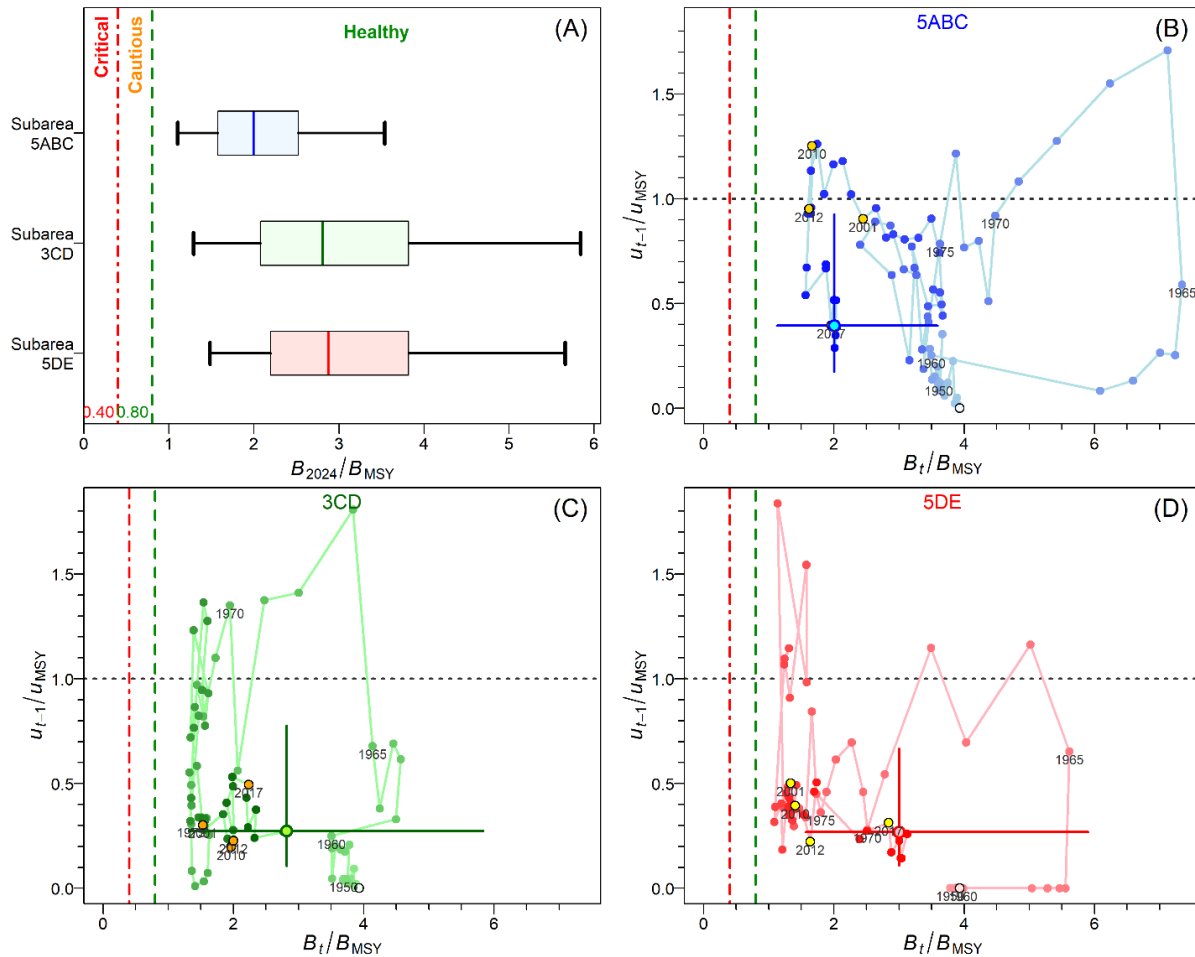 (A)
Critical
Cautious
Healthy
Subarea
5ABC
Subarea
3CD
Subarea
5DE
0.40
0.80
0 1 2 3 4 5 6
B2024/BMSY
5ABC
(B)
ut−1/uMSY
1.5
1.0
0.5
0.0
2010
2012
2001
1970
1975
1965
2017
1960
1950
0 2 4 6
Bt/BMSY
3CD
(C)
ut−1/uMSY
1.5
1.0
0.5
0.0
1970
1965
2017
2012
2010
1960
1950
0 2 4 6
Bt/BMSY
5DE
(D)
ut−1/uMSY
1.5
1.0
0.5
0.0
1965
2001
2010
1975
1970
2012
1960
0 2 4 6
Bt/BMSY